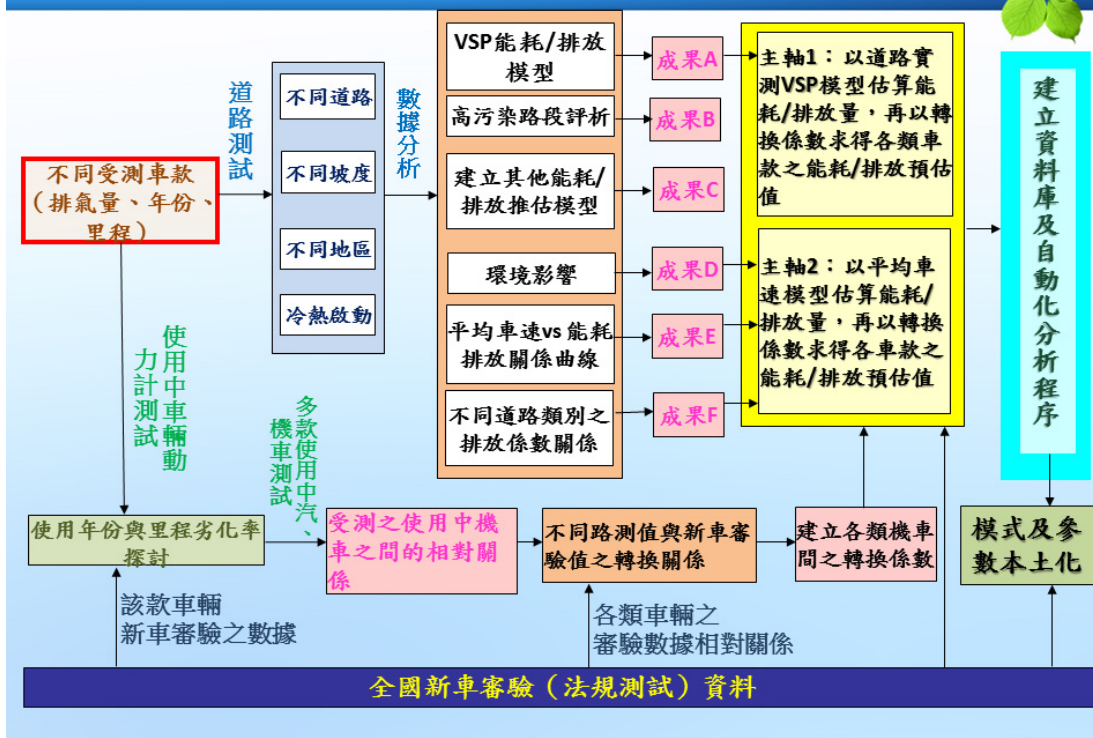 不同受測車款
（排氣量、年份、
里程）
道路測試
不同道路
不同坡度
不同地區
冷熱啟動
數據分析
VSP能耗/排放
模型
高污染路段評析
建立其他能耗/
排放推估模型
環境影響
平均車速vs 能耗
排放關係曲線
不同道路類別之
排放係數關係
成果A
成果B
成果C
成果D
成果E
成果F
主軸1：以道路實
測VSP模型估算能
耗/排放量，再以轉
換係數求得各類車
款之能耗/排放預估
值
主軸2：以平均車
速模型估算能耗/
排放量，再以轉換
係數求得各車款之
能耗/排放預估值
建立資料庫及自動化分析程序
使用中車輛動
力計測試
多款使用中汽、
機車測試
使用年份與里程劣化率
探討
受測之使用中機
車之間的相對關
係
不同路測值與新車審
驗值之轉換關係
建立各類機車
間之轉換係數
模式及參
數本土化
該款車輛
新車審驗之數據
各類車輛之
審驗數據相對關係
全國新車審驗（法規測試）資料